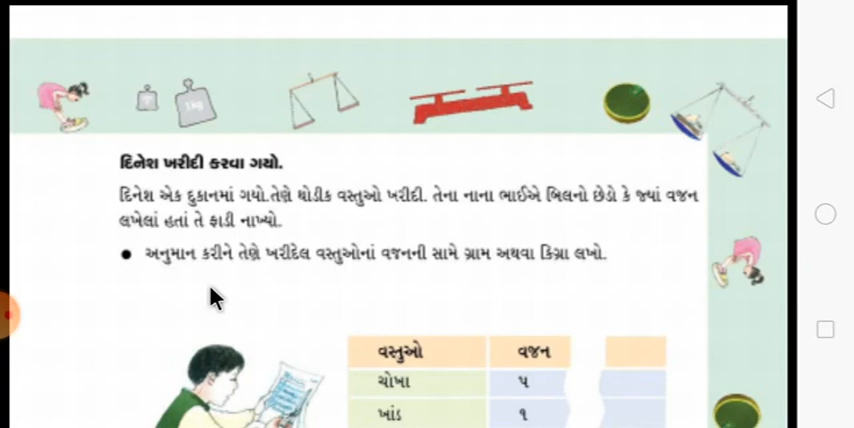 1kg
દિનેશ ખરીદી કરવા ગયો.
દિનેશ એક દુકાનમાં ગયો.તેણે થોડીક વસ્તુઓ ખરીદી. તેના નાના ભાઈએ બિલનો છેડો કે જ્યાં વજન
લખેલાં હતાં તે ફાડી નાખ્યો.
● અનુમાન કરીને તેણે ખરીદેલ વસ્તુઓનાં વજનની સામે ગ્રામ અથવા કિગ્રા લખો.
વસ્તુઓ વજન
ચોખા ૫
ખાંડ ૧